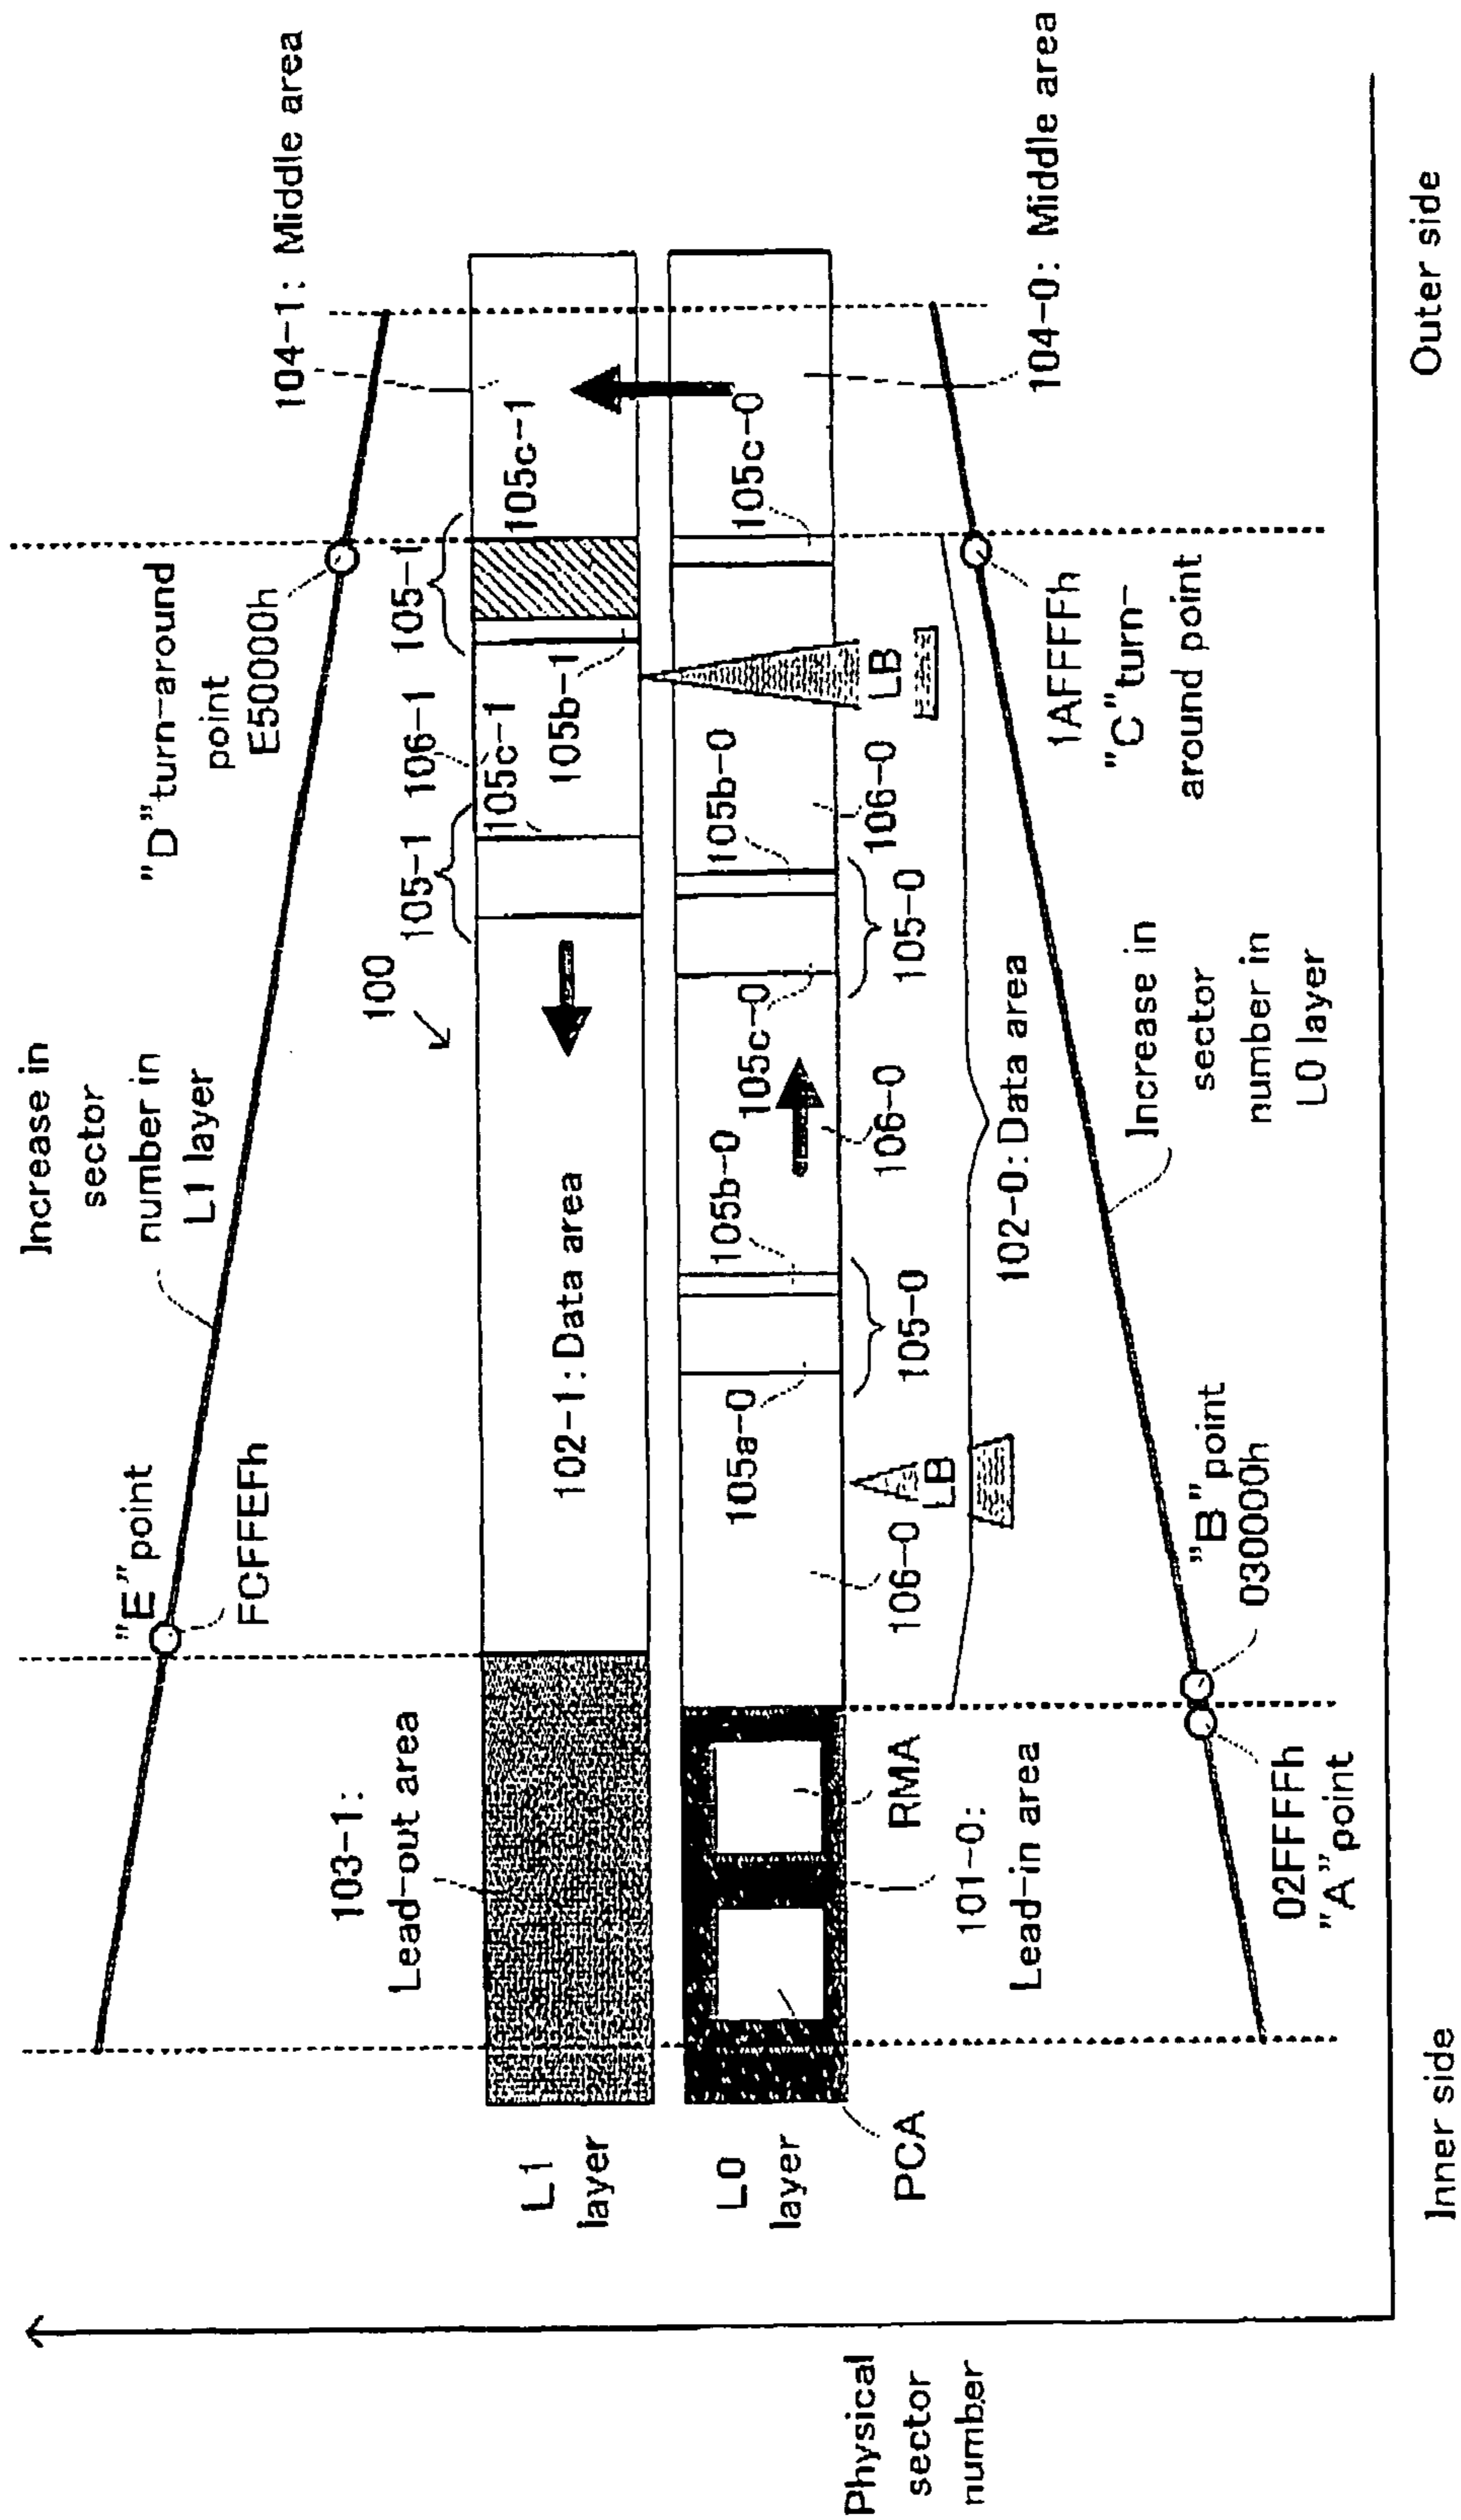 Increase in
sector
number in
L1 layer
"E" point
FCFFEFh
"D" turn-around
point
E50000h
104-1: Middle area
103-1:
Lead-out area
100
105-1
106-1
105-1
105c-1
105c-1
105b-1
102-1: Data area
L1
layer
L0
layer
105a-0
105b-0
105c-0
105b-0
105c-0
PCA
RMA
106-0
LB
105-0
106-0
105-0
106-0
LB
101-0:
Lead-in area
102-0: Data area
104-0: Middle area
Physical
sector
number
"B" point
030000h
02FFFFh
"A" point
Increase in
sector
number in
L0 layer
1AFFFFh
"C" turn-
around point
Inner side
Outer side